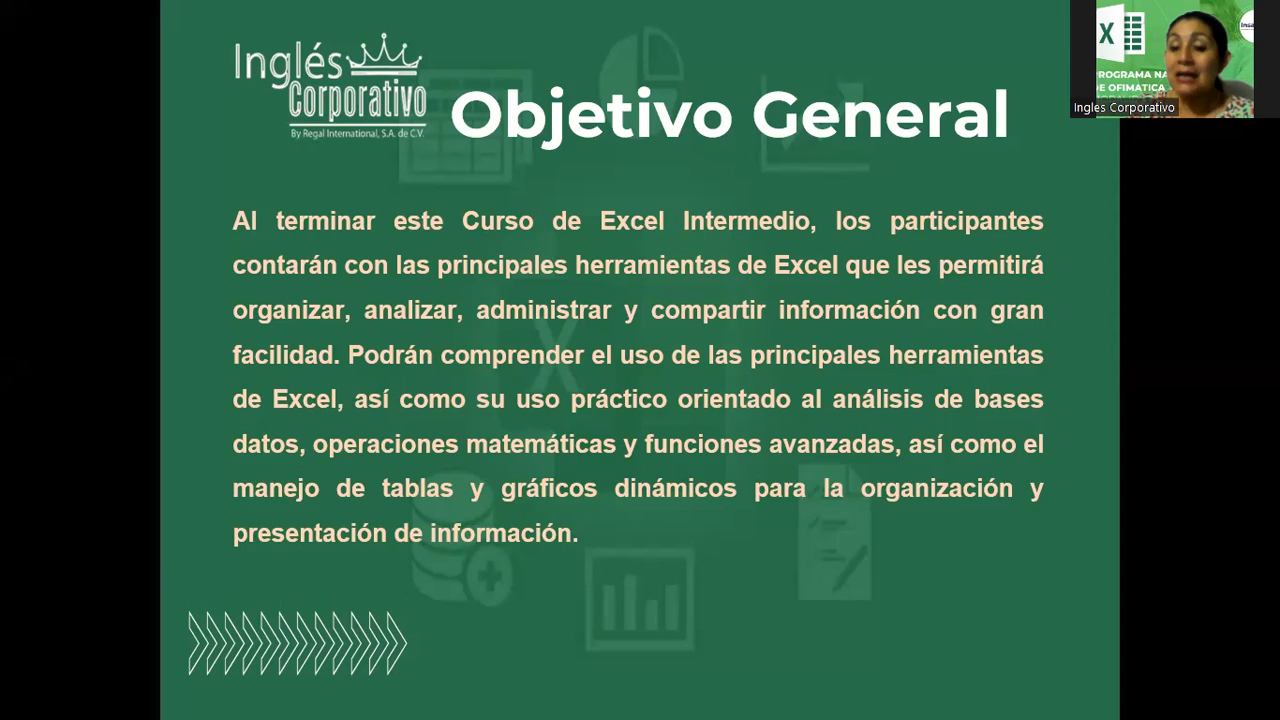 Inglés
Corporativo
By Regal International, S.A. de C.V.
Objetivo General
Al terminar este Curso de Excel Intermedio, los participantes
contarán con las principales herramientas de Excel que les permitirá
organizar, analizar, administrar y compartir información con gran
facilidad. Podrán comprender el uso de las principales herramientas
de Excel, así como su uso práctico orientado al análisis de bases
datos, operaciones matemáticas y funciones avanzadas, así como el
manejo de tablas y gráficos dinámicos para la organización y
presentación de información.
X
DE OFIMÁTICA
Ingles Corporativo